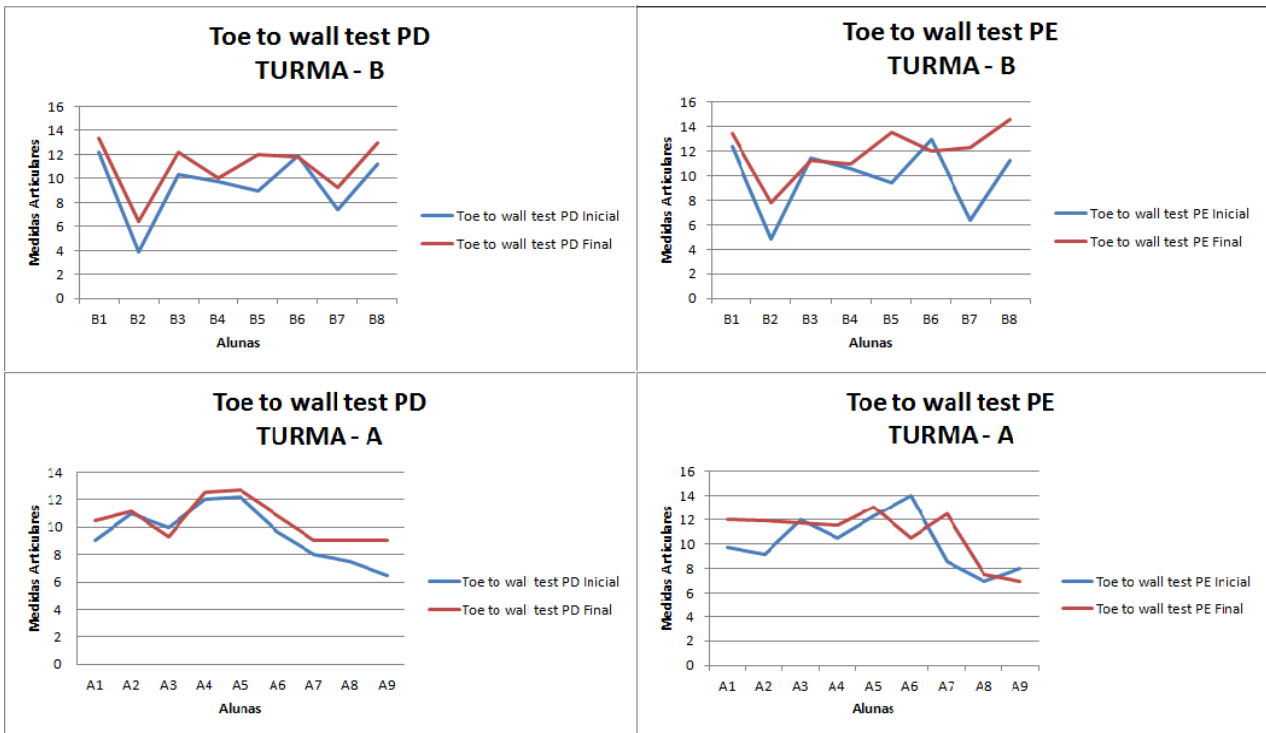 Toe to wall test PD
TURMA - B
Medidas Articulares
16
14
12
10
8
6
4
2
0
B1 B2 B3 B4 B5 B6 B7 B8
Alunas
Toe to wall test PD Inicial
Toe to wall test PD Final
Toe to wall test PE
TURMA - B
Medidas Articulares
16
14
12
10
8
6
4
2
0
B1 B2 B3 B4 B5 B6 B7 B8
Alunas
Toe to wall test PE Inicial
Toe to wall test PE Final
Toe to wall test PD
TURMA - A
Medidas Articulares
14
12
10
8
6
4
2
0
A1 A2 A3 A4 A5 A6 A7 A8 A9
Alunas
Toe to wall test PD Inicial
Toe to wall test PD Final
Toe to wall test PE
TURMA - A
Medidas Articulares
16
14
12
10
8
6
4
2
0
A1 A2 A3 A4 A5 A6 A7 A8 A9
Alunas
Toe to wall test PE Inicial
Toe to wall test PE Final